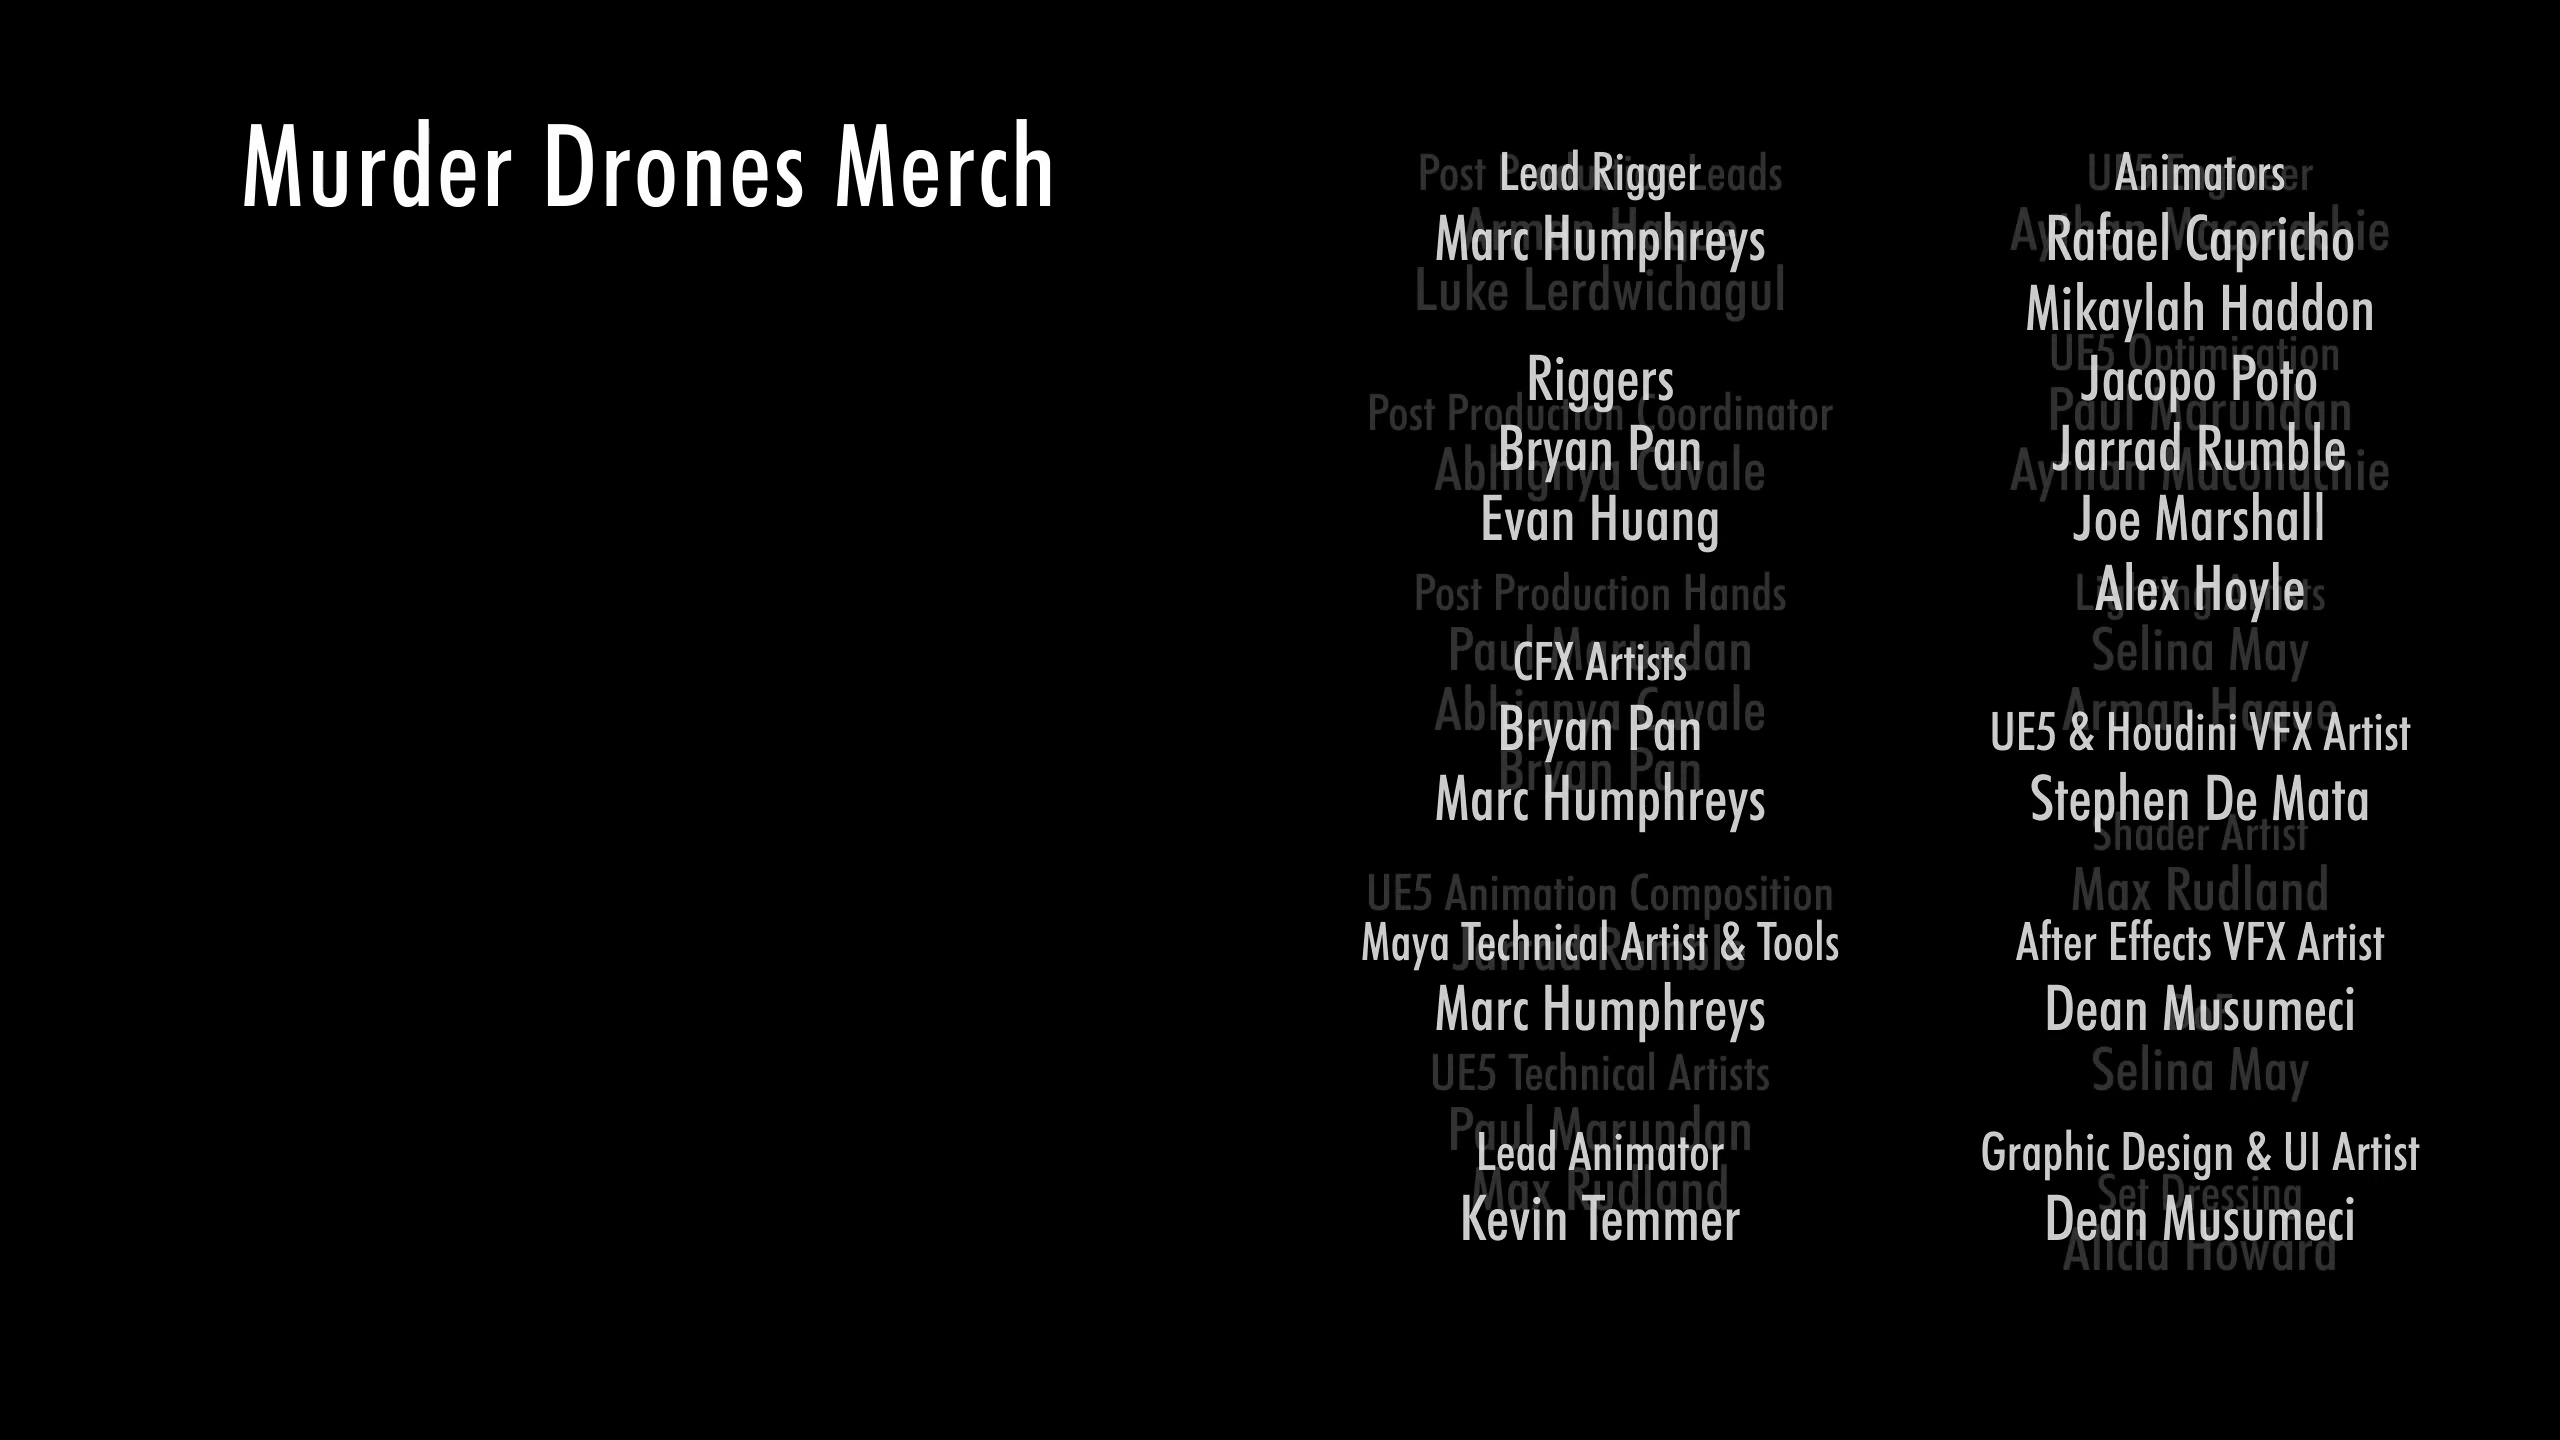 Murder Drones Merch
Lead Rigger
Marc Humphreys
Riggers
Bryan Pan
Evan Huang
CFX Artists
Bryan Pan
Marc Humphreys
Maya Technical Artist & Tools
Marc Humphreys
Lead Animator
Kevin Temmer
Animators
Rafael Capricho
Mikaylah Haddon
Jacopo Poto
Jarrad Rumble
Joe Marshall
Alex Hoyle
UE5 & Houdini VFX Artist
Stephen De Mata
After Effects VFX Artist
Dean Musumeci
Graphic Design & UI Artist
Dean Musumeci
Post Production Leads
Arman Haque
Luke Lerdwichagul
Post Production Coordinator
Abhignya Cavale
Post Production Hands
Paul Marundan
Abhignya Cavale
Bryan Pan
UE5 Animation Composition
Jarrad Rumble
UE5 Technical Artists
Paul Marundan
Max Rudland
UE5 Engineer
Aythan Maconachie
UE5 Optimisation
Paul Marundan
Aythan Maconachie
Lighting Artists
Selina May
Arman Haque
Shader Artist
Max Rudland
Selina May
Set Dressing
Alicia Howard